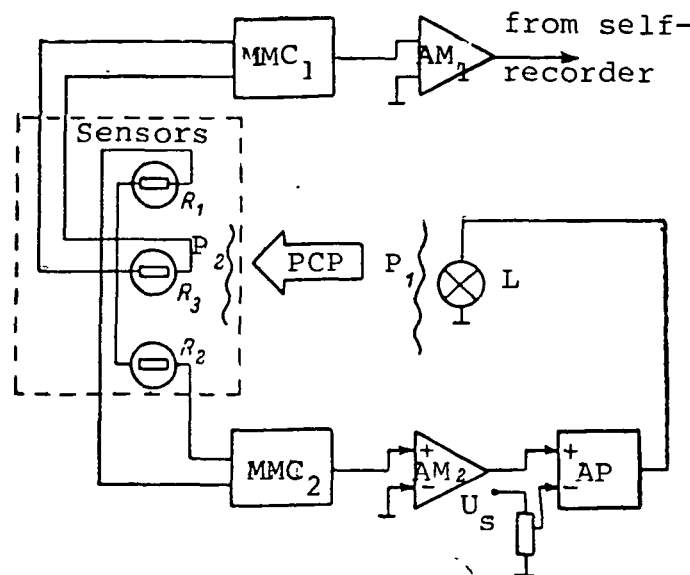 from self-
recorder
MMC1
AM1
Sensors
R1
P2
PCP
P1
L
R3
R2
MMC2
+
AM2
-
Us
+
AP
-